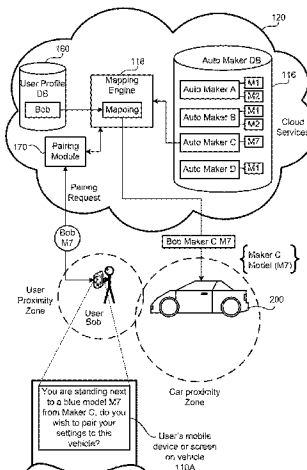 120
160
118
User Profile
DB
Bob
Mapping
Engine
Mapping
Auto Maker DB
Auto Maker A
M1
M2
Auto Maker B
M1
M2
Auto Maker C
M7
Auto Maker D
M1
116
Cloud
Services
170
Pairing
Module
Pairing
Request
Bob
M7
Bob Maker C M7
Maker C
Model (M7)
User
Proximity
Zone
User
Bob
200
Car proximity
Zone
You are standing next
to a blue model M7
from Maker C, do you
wish to pair your
settings to this
vehicle?
User's mobile
device or screen
on vehicle
110A